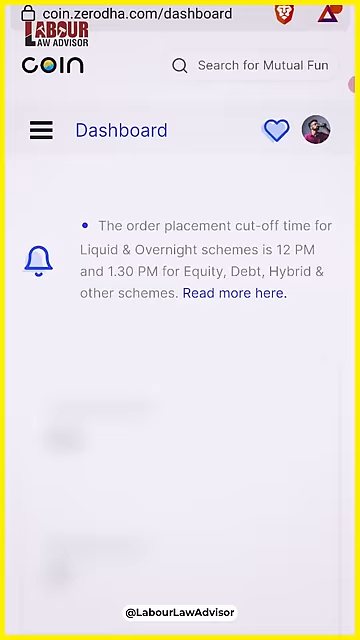 coin.zerodha.com/dashboard
LABOUR
LAW ADVISOR
coin
Search for Mutual Fun
Dashboard
• The order placement cut-off time for
Liquid & Overnight schemes is 12 PM
and 1.30 PM for Equity, Debt, Hybrid &
other schemes. Read more here.
@LabourLawAdvisor